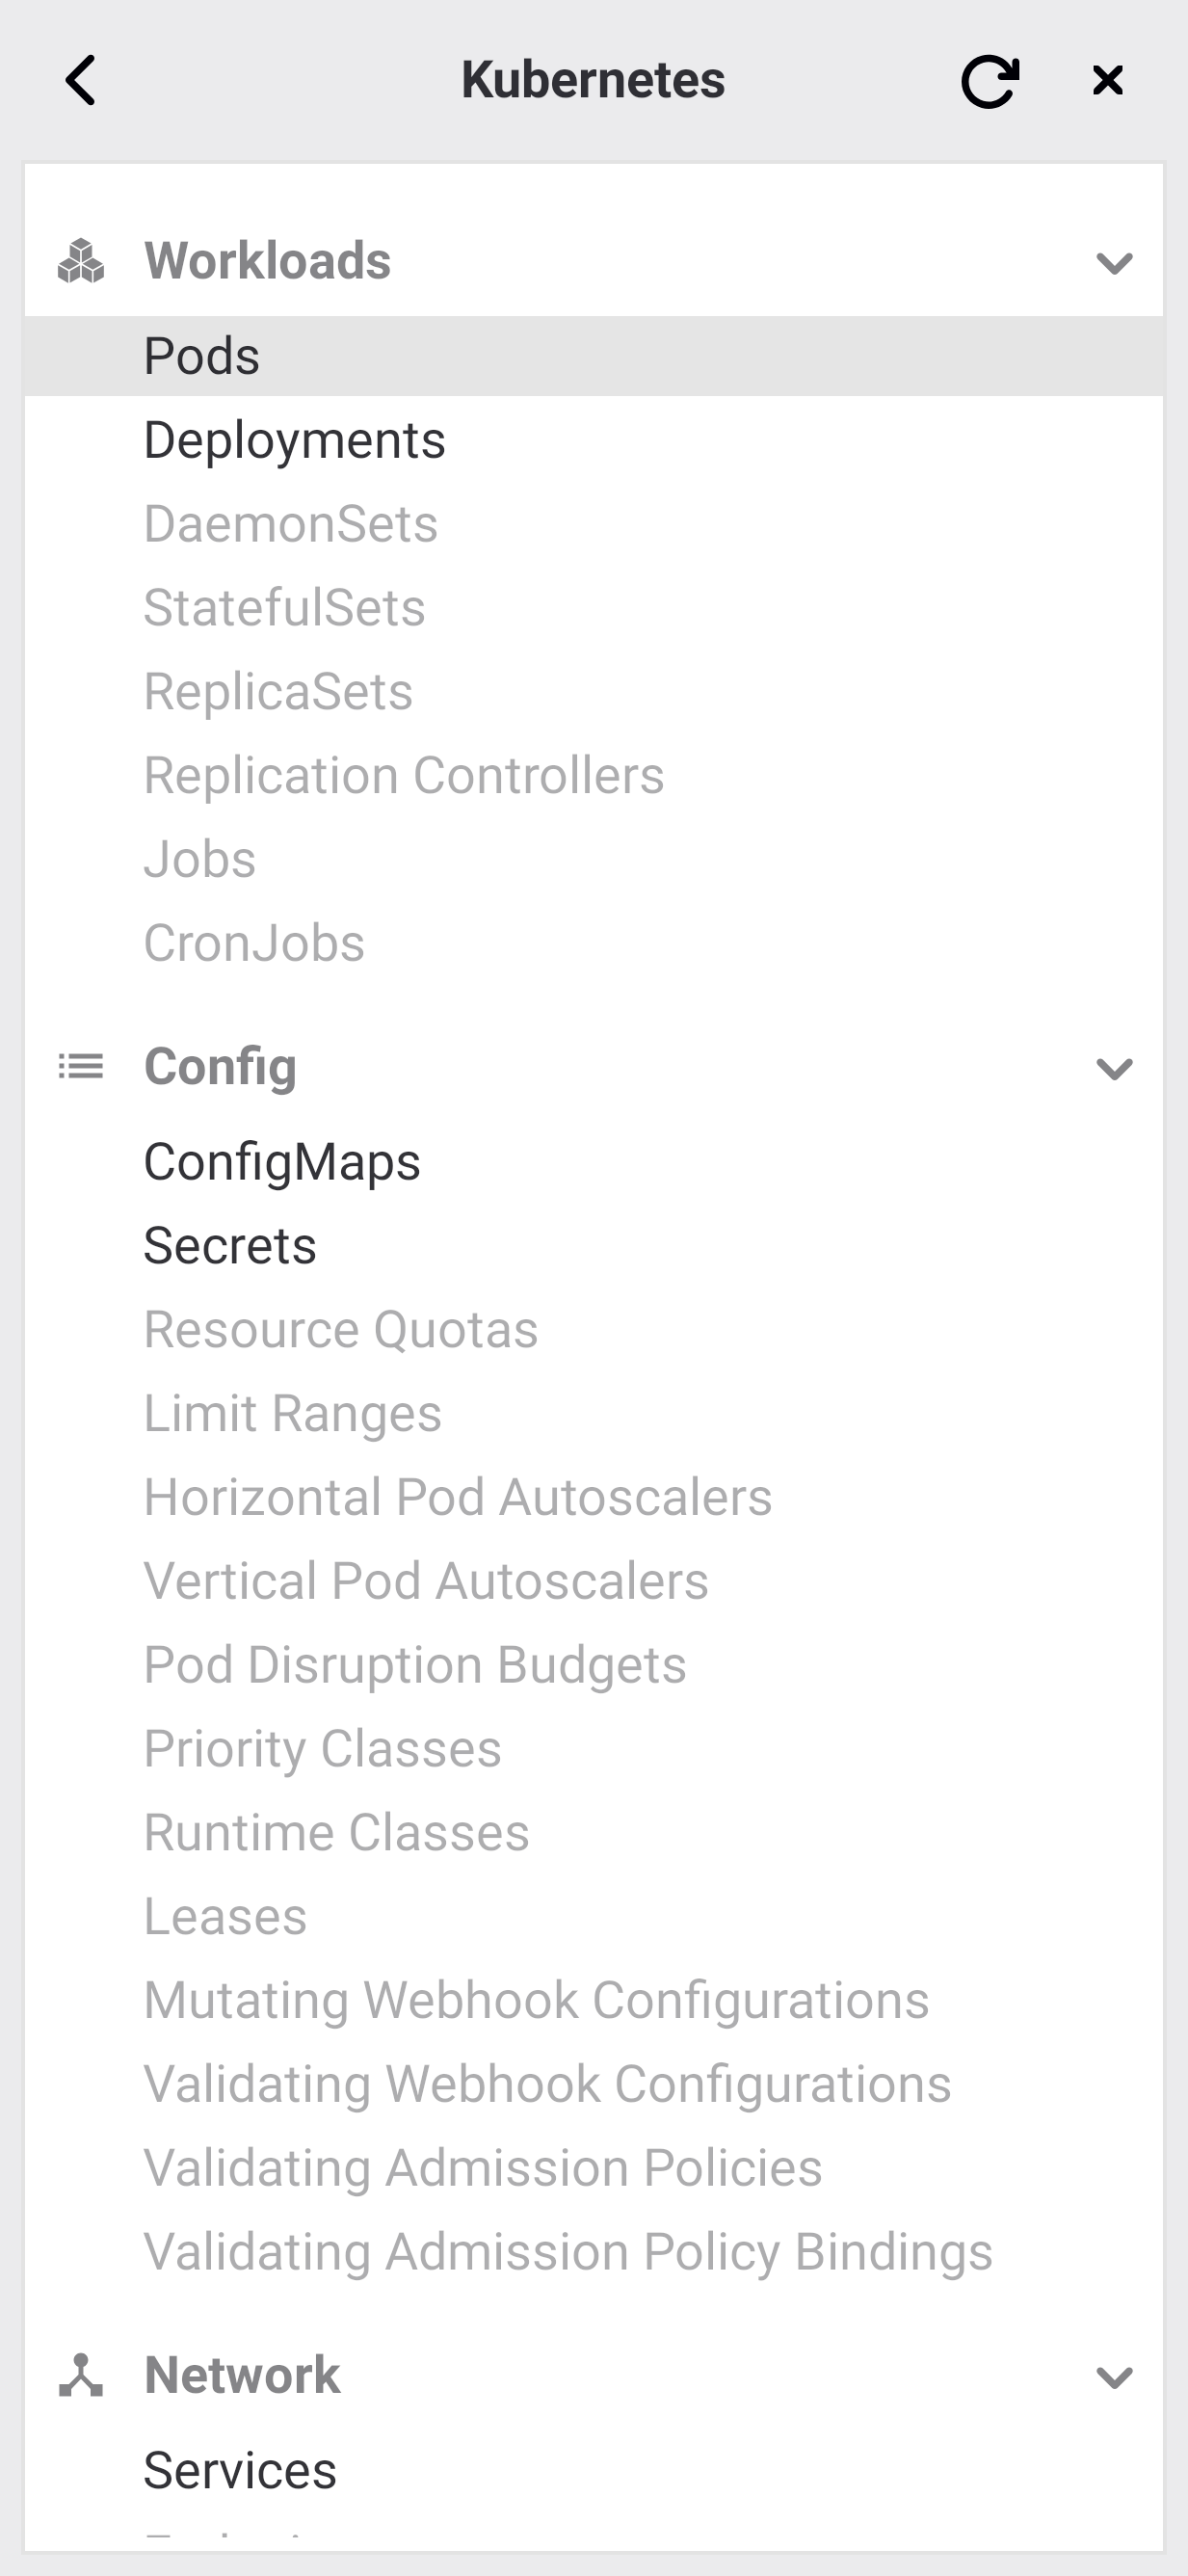 Kubernetes
Workloads
Pods
Deployments
DaemonSets
StatefulSets
ReplicaSets
Replication Controllers
Jobs
CronJobs
Config
ConfigMaps
Secrets
Resource Quotas
Limit Ranges
Horizontal Pod Autoscalers
Vertical Pod Autoscalers
Pod Disruption Budgets
Priority Classes
Runtime Classes
Leases
Mutating Webhook Configurations
Validating Webhook Configurations
Validating Admission Policies
Validating Admission Policy Bindings
Network
Services